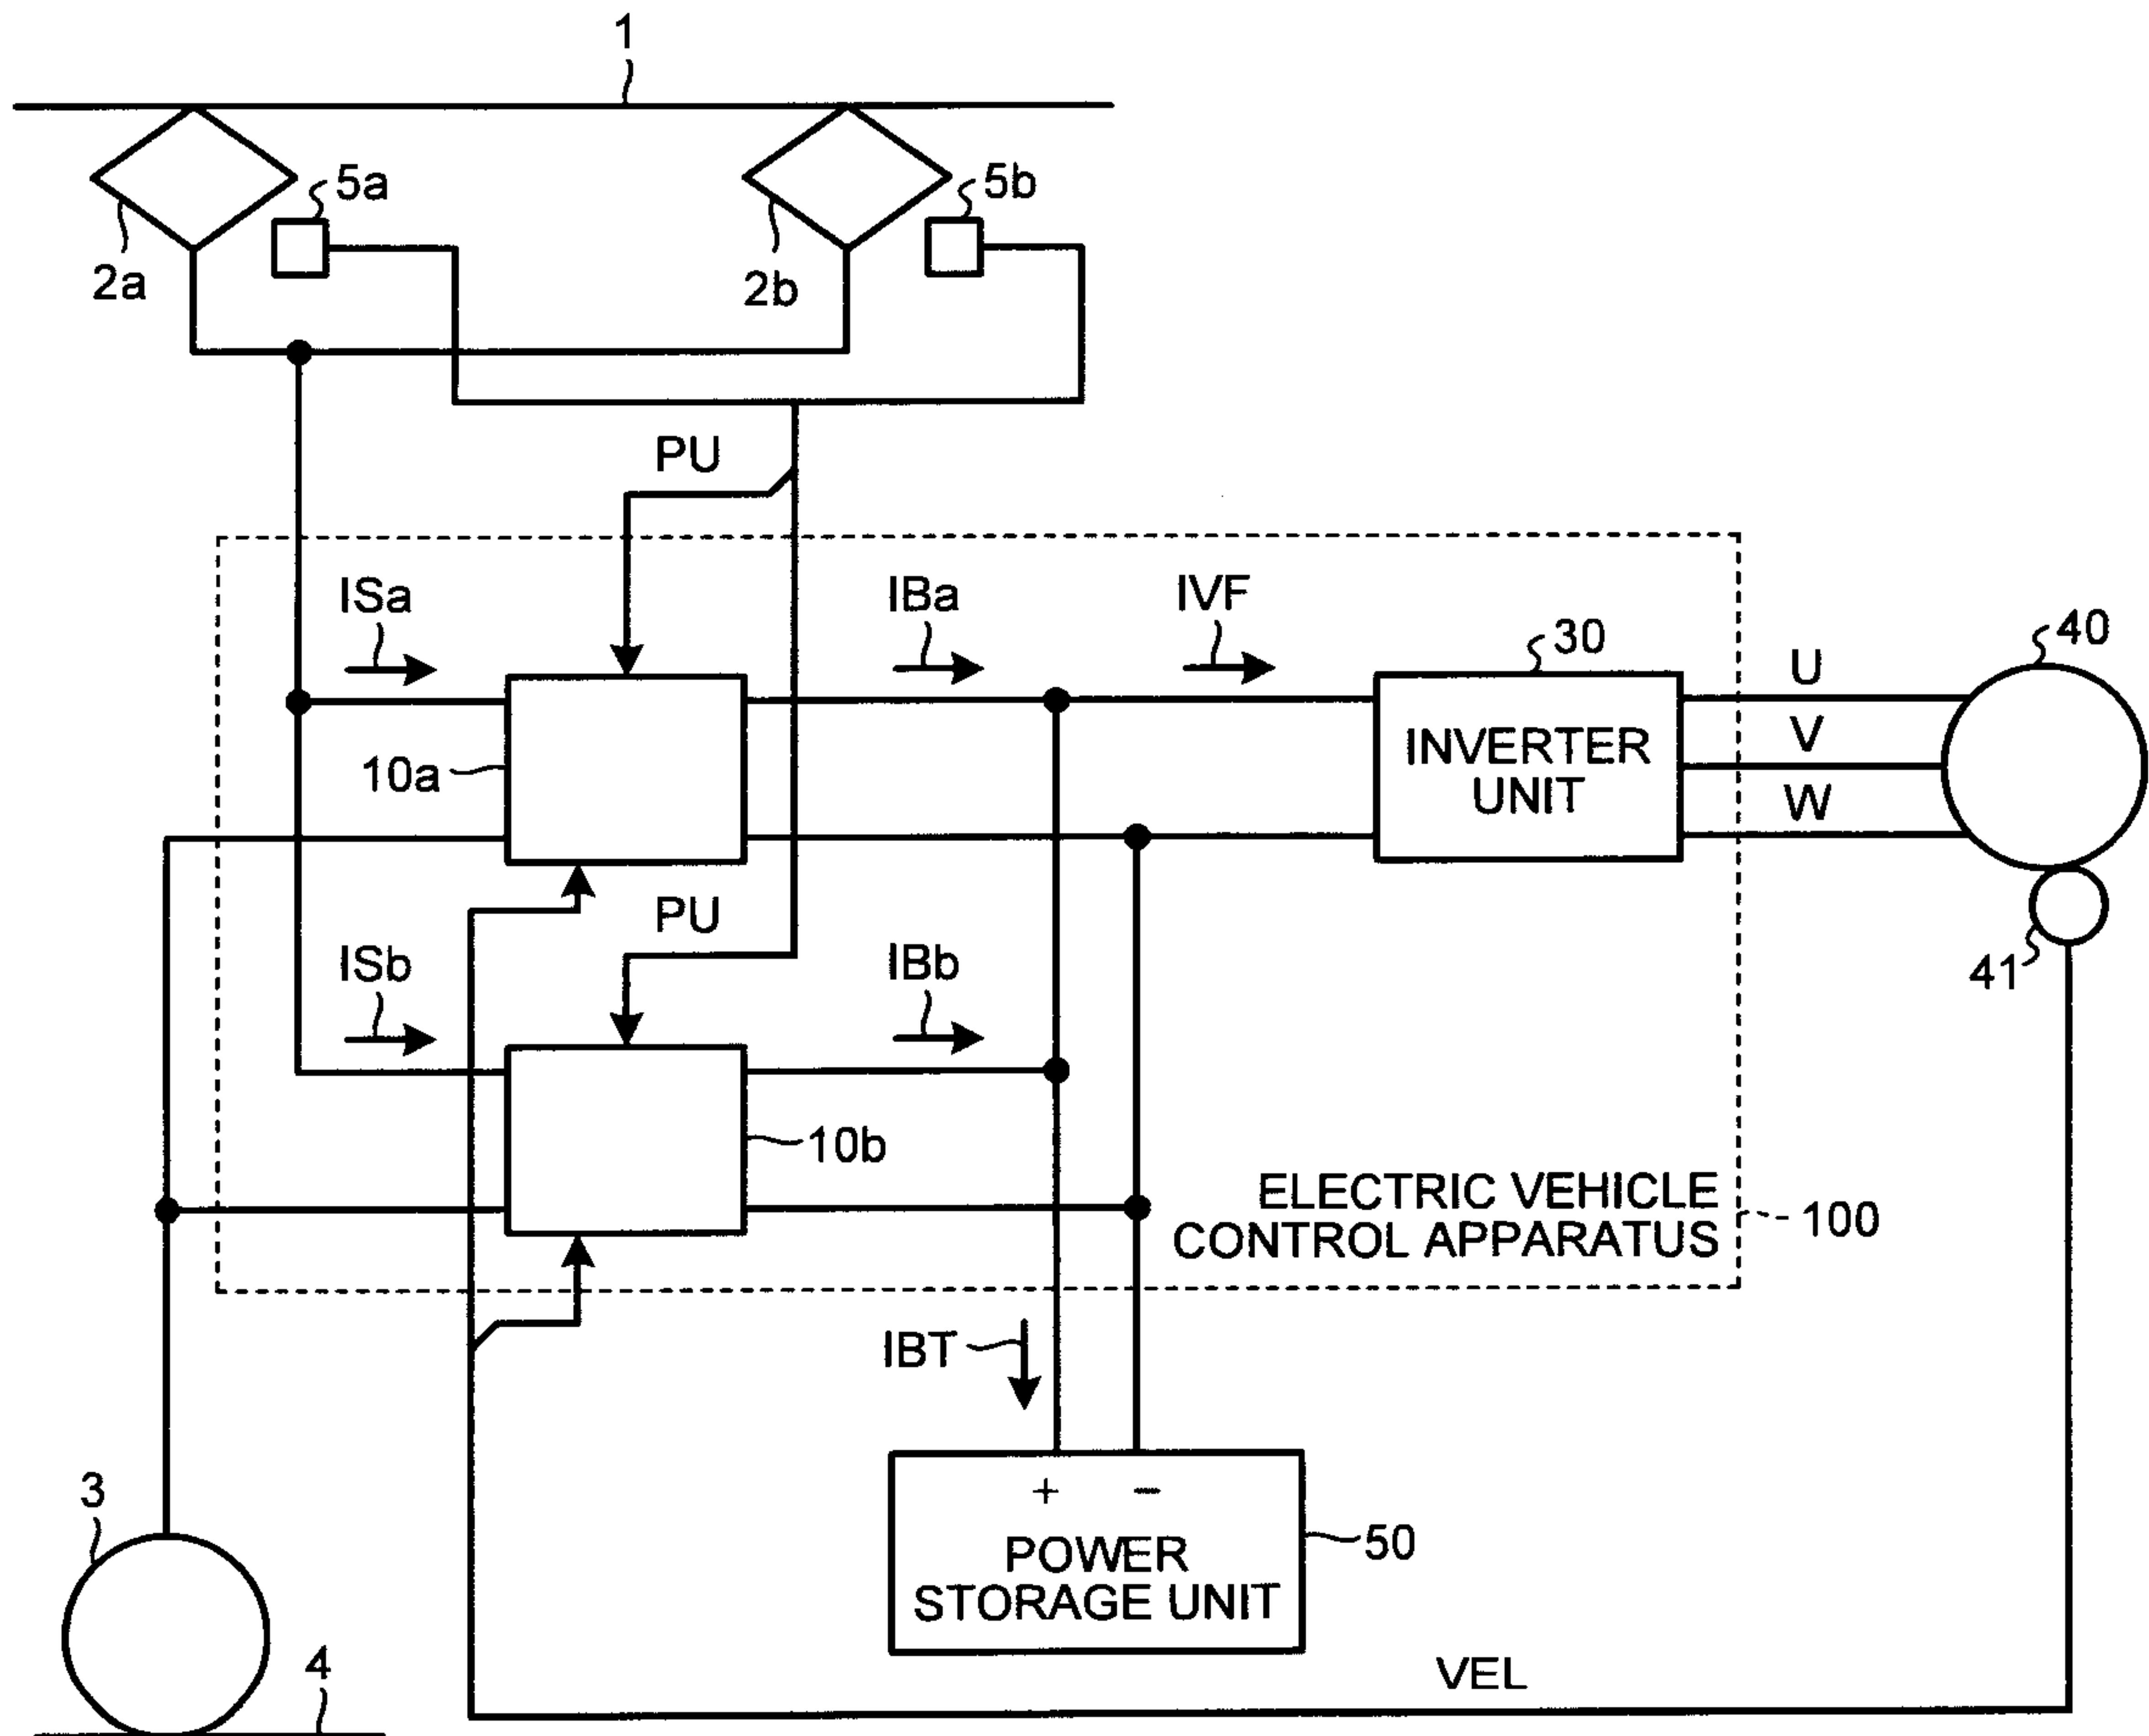 1
5a
5b
2a
2b
PU
ISa
IBa
IVF
30
40
U
INVERTER
UNIT
V
10a
W
PU
ISb
IBb
41
10b
ELECTRIC VEHICLE
CONTROL APPARATUS
100
IBT
3
+ −
50
POWER
STORAGE UNIT
4
VEL